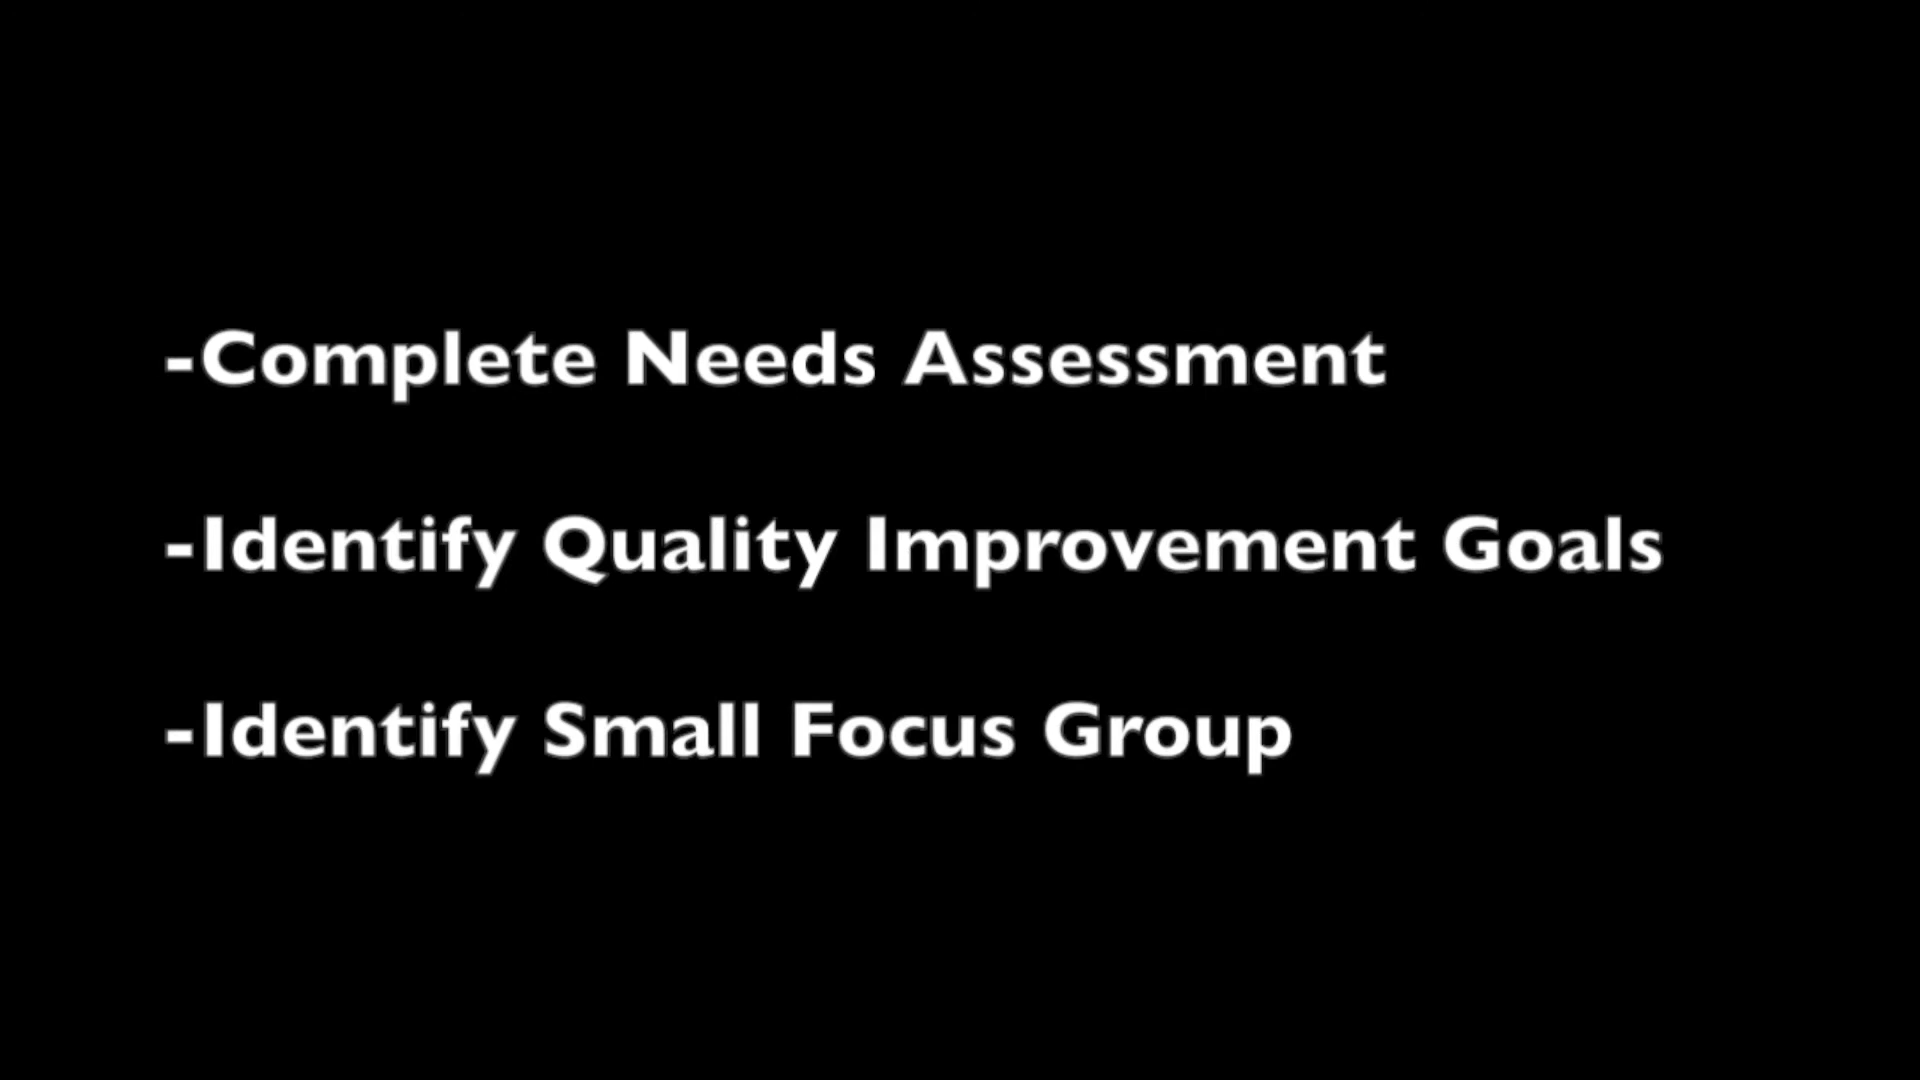 -Complete Needs Assessment
-Identify Quality Improvement Goals
-Identify Small Focus Group